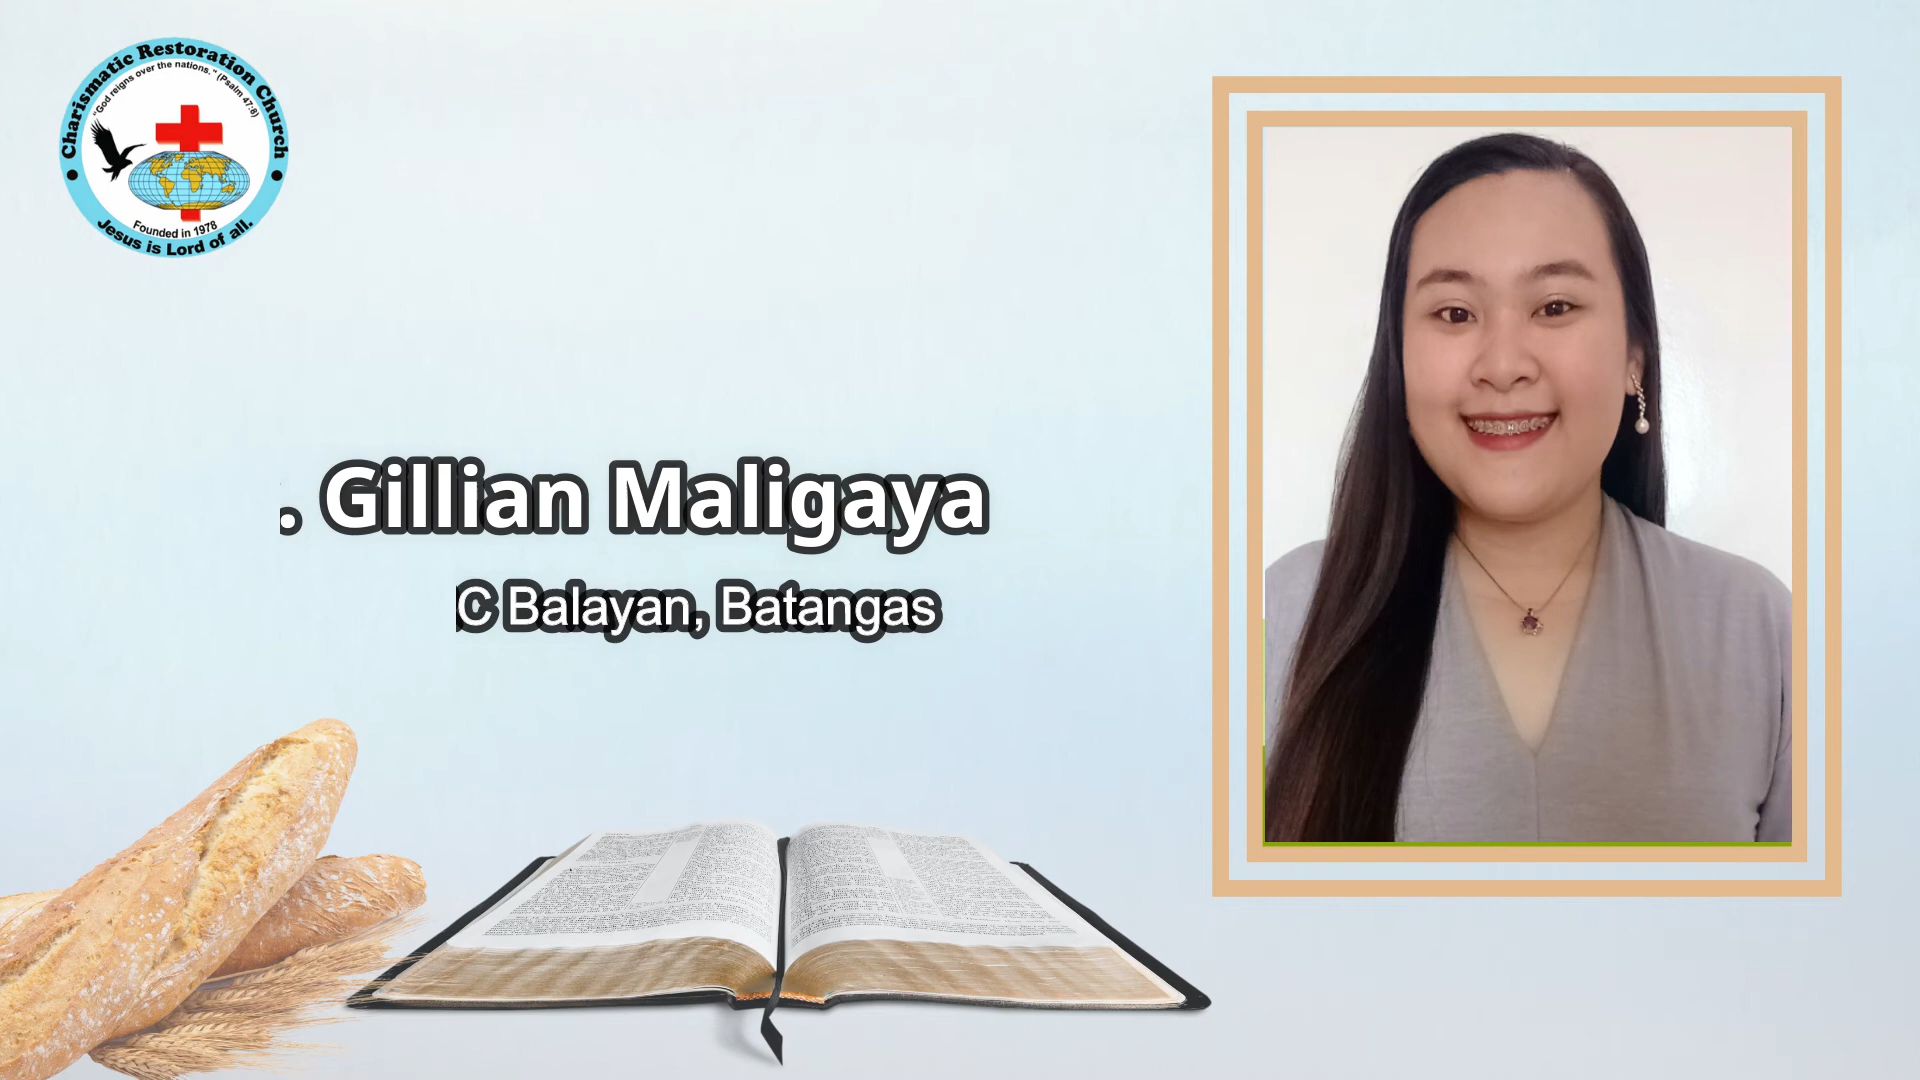 Charismatic Restoration Church
"God reigns over the nations." (Psalm 47:8)
Founded in 1978
Jesus is Lord of all.
. Gillian Maligaya
C Balayan, Batangas